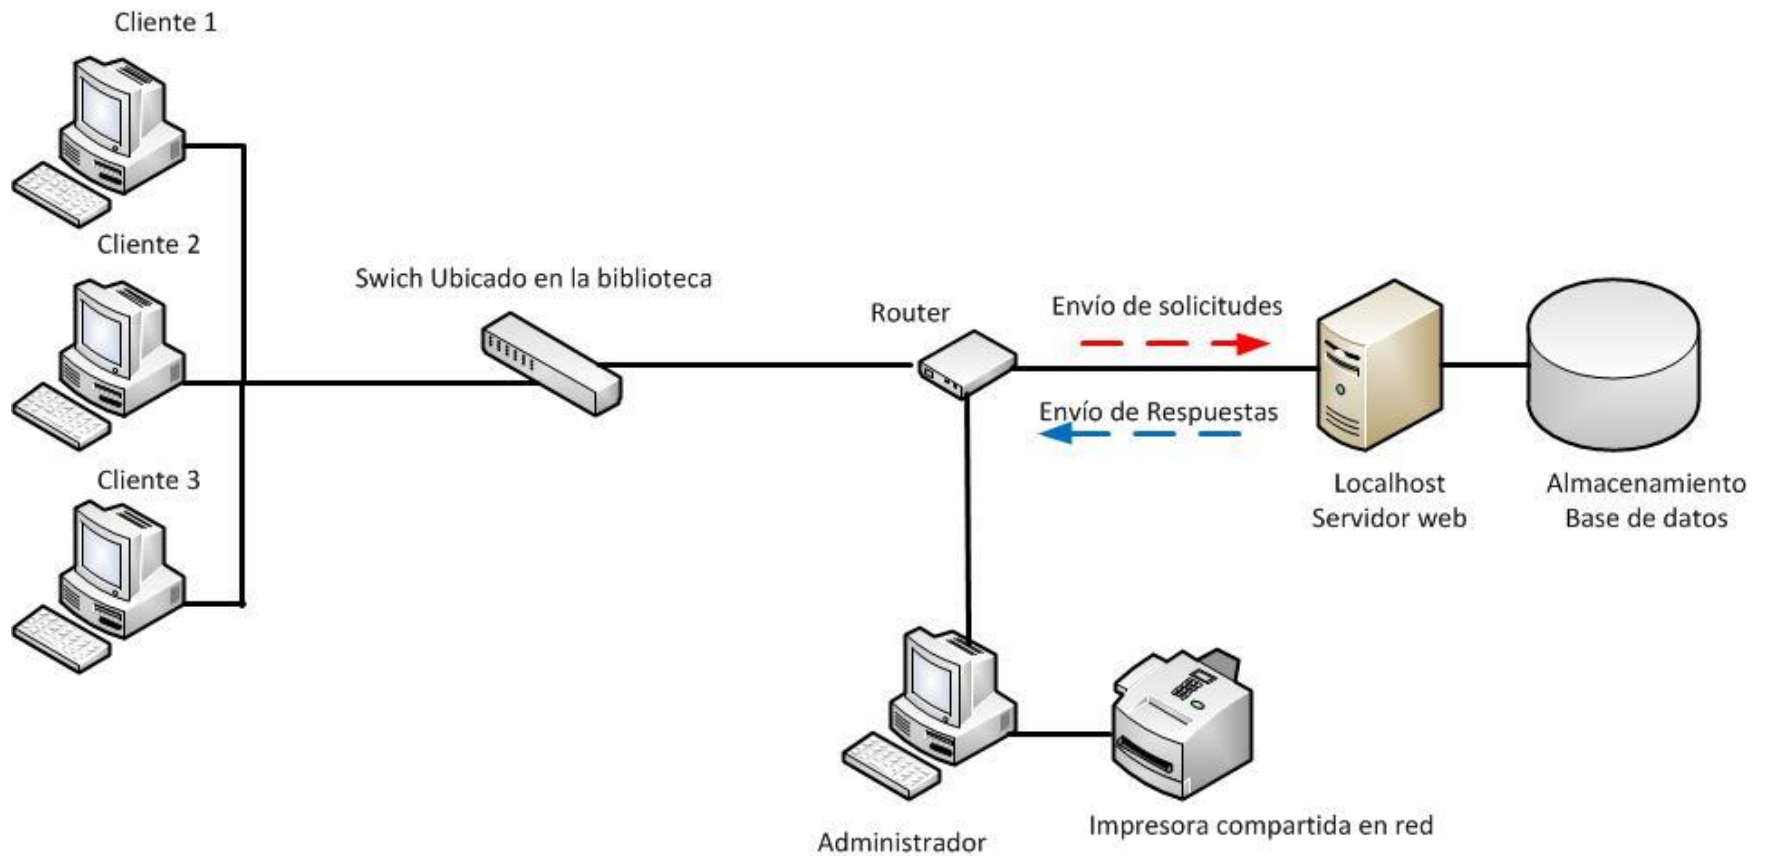 Cliente 1
Cliente 2
Swich Ubicado en la biblioteca
Router
Envío de solicitudes
Envío de Respuestas
Cliente 3
Localhost
Servidor web
Almacenamiento
Base de datos
Administrador
Impresora compartida en red